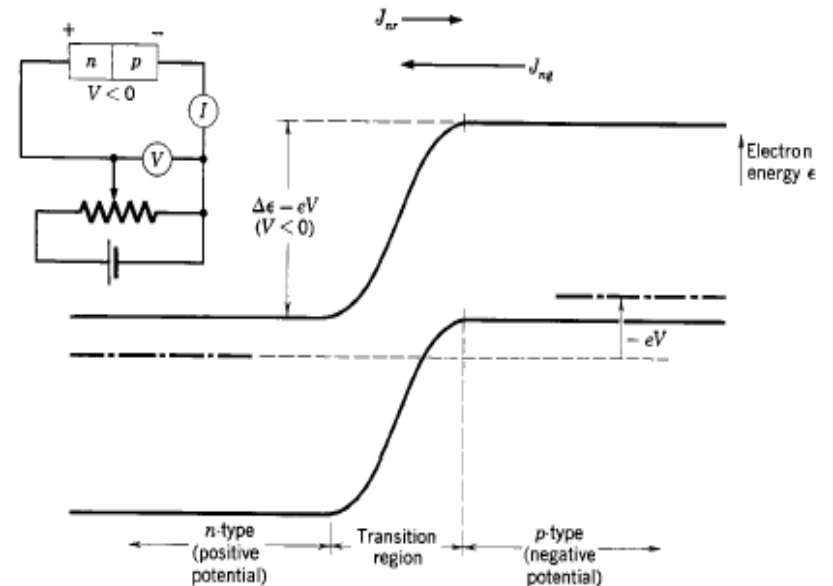 J_nr
J_ng
+ −
n p
V < 0
I
V
Δϵ − eV
(V < 0)
Electron
energy ϵ
− eV
n-type
(positive
potential)
Transition
region
p-type
(negative
potential)